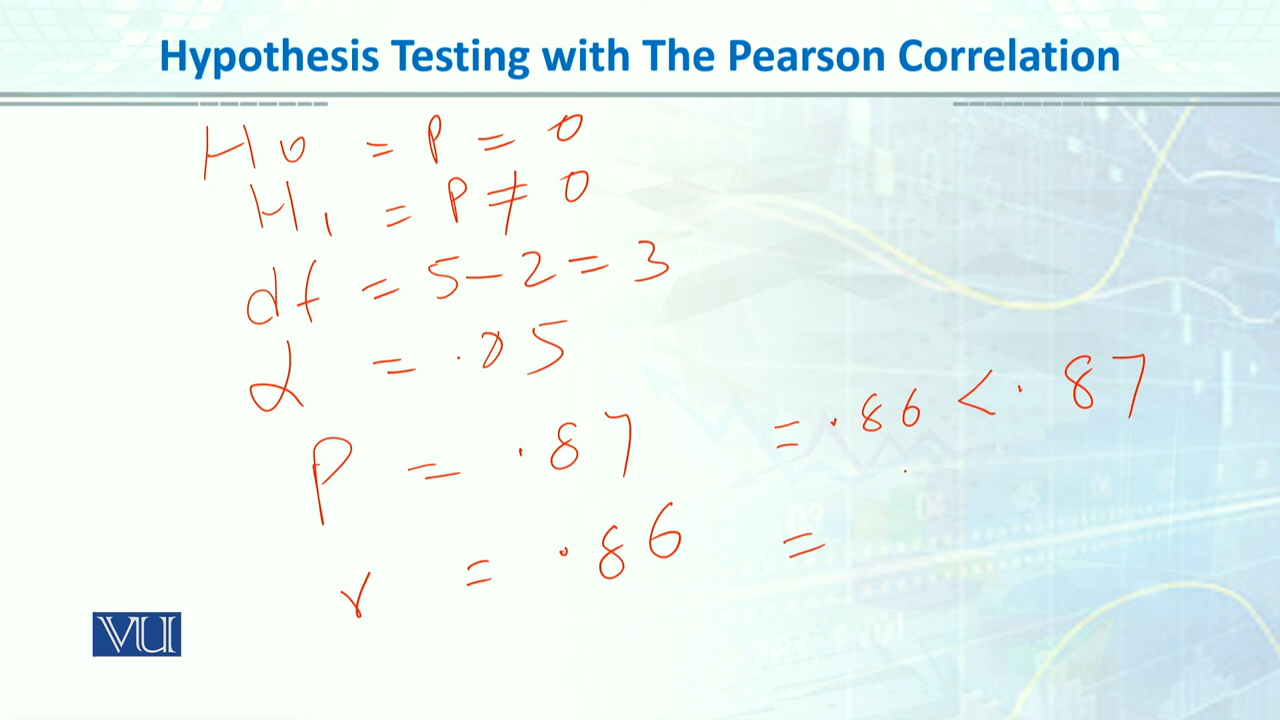 Hypothesis Testing with The Pearson Correlation
H0 = P = 0
H1 = P ≠ 0
df = 5 - 2 = 3
α = .05
P = .87
= .86 < .87
r = .86 =
VU